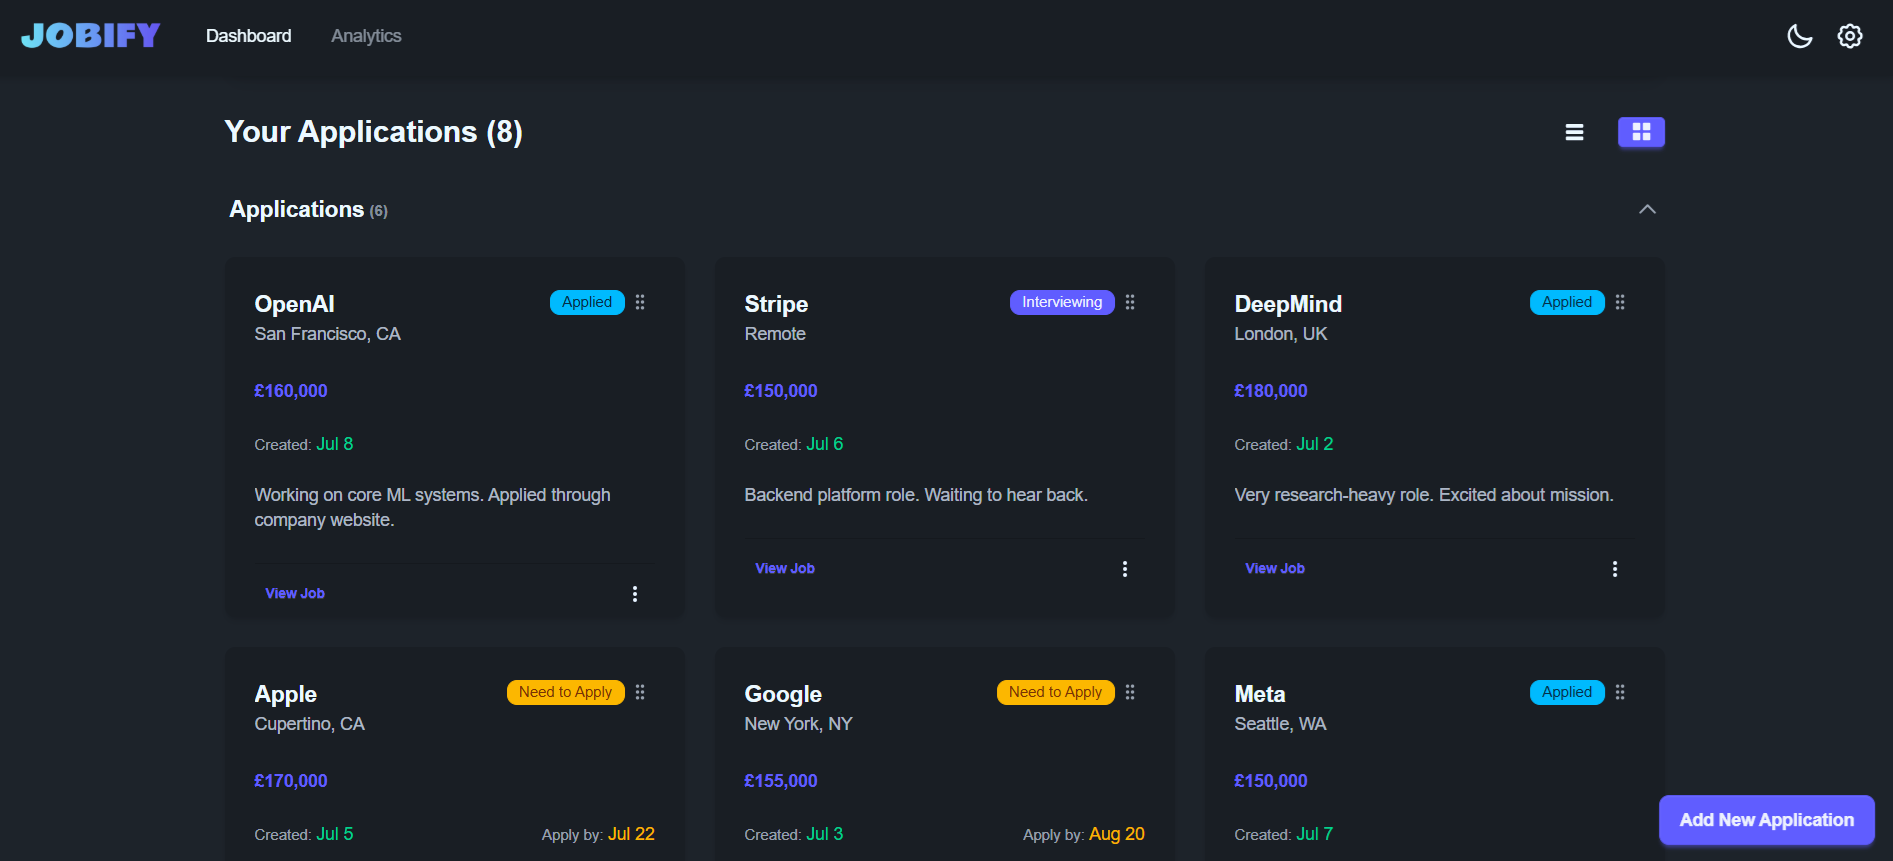 JOBIFY Dashboard Analytics
Your Applications (8)
Applications (6)
OpenAI Applied
San Francisco, CA
£160,000
Created: Jul 8
Working on core ML systems. Applied through
company website.
View Job
Stripe Interviewing
Remote
£150,000
Created: Jul 6
Backend platform role. Waiting to hear back.
View Job
DeepMind Applied
London, UK
£180,000
Created: Jul 2
Very research-heavy role. Excited about mission.
View Job
Apple Need to Apply
Cupertino, CA
£170,000
Created: Jul 5 Apply by: Jul 22
Google Need to Apply
New York, NY
£155,000
Created: Jul 3 Apply by: Aug 20
Meta Applied
Seattle, WA
£150,000
Created: Jul 7
Add New Application